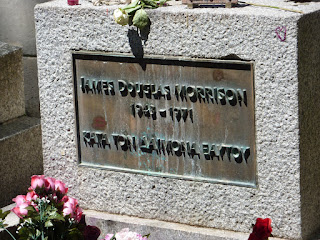 JAMES DOUGLAS MORRISON
1943 - 1971
ΚΑΤΑ ΤΟΝ ΔΑΙΜΟΝΑ ΕΑΥΤΟΥ